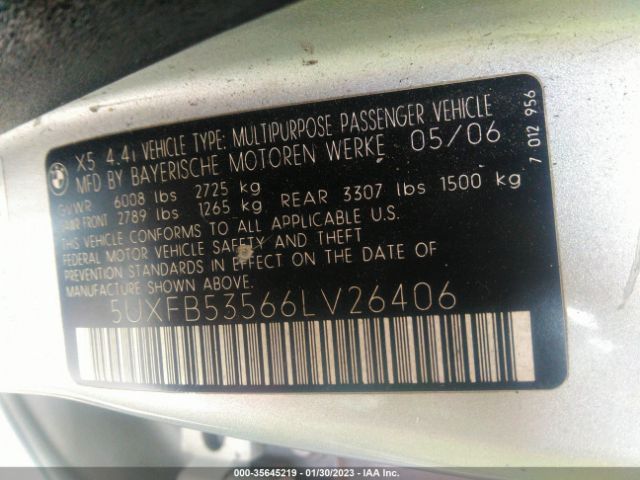 BMW
X5 4.4i VEHICLE TYPE: MULTIPURPOSE PASSENGER VEHICLE
MFD BY BAYERISCHE MOTOREN WERKE 05/06
GVWR 6008 lbs 2725 kg
GAWR FRONT 2789 lbs 1265 kg REAR 3307 lbs 1500 kg
THIS VEHICLE CONFORMS TO ALL APPLICABLE U.S.
FEDERAL MOTOR VEHICLE SAFETY AND THEFT
PREVENTION STANDARDS IN EFFECT ON THE DATE OF
MANUFACTURE SHOWN ABOVE.
5UXFB53566LV26406
7 012 956
000-35645219 - 01/30/2023 - IAA Inc.